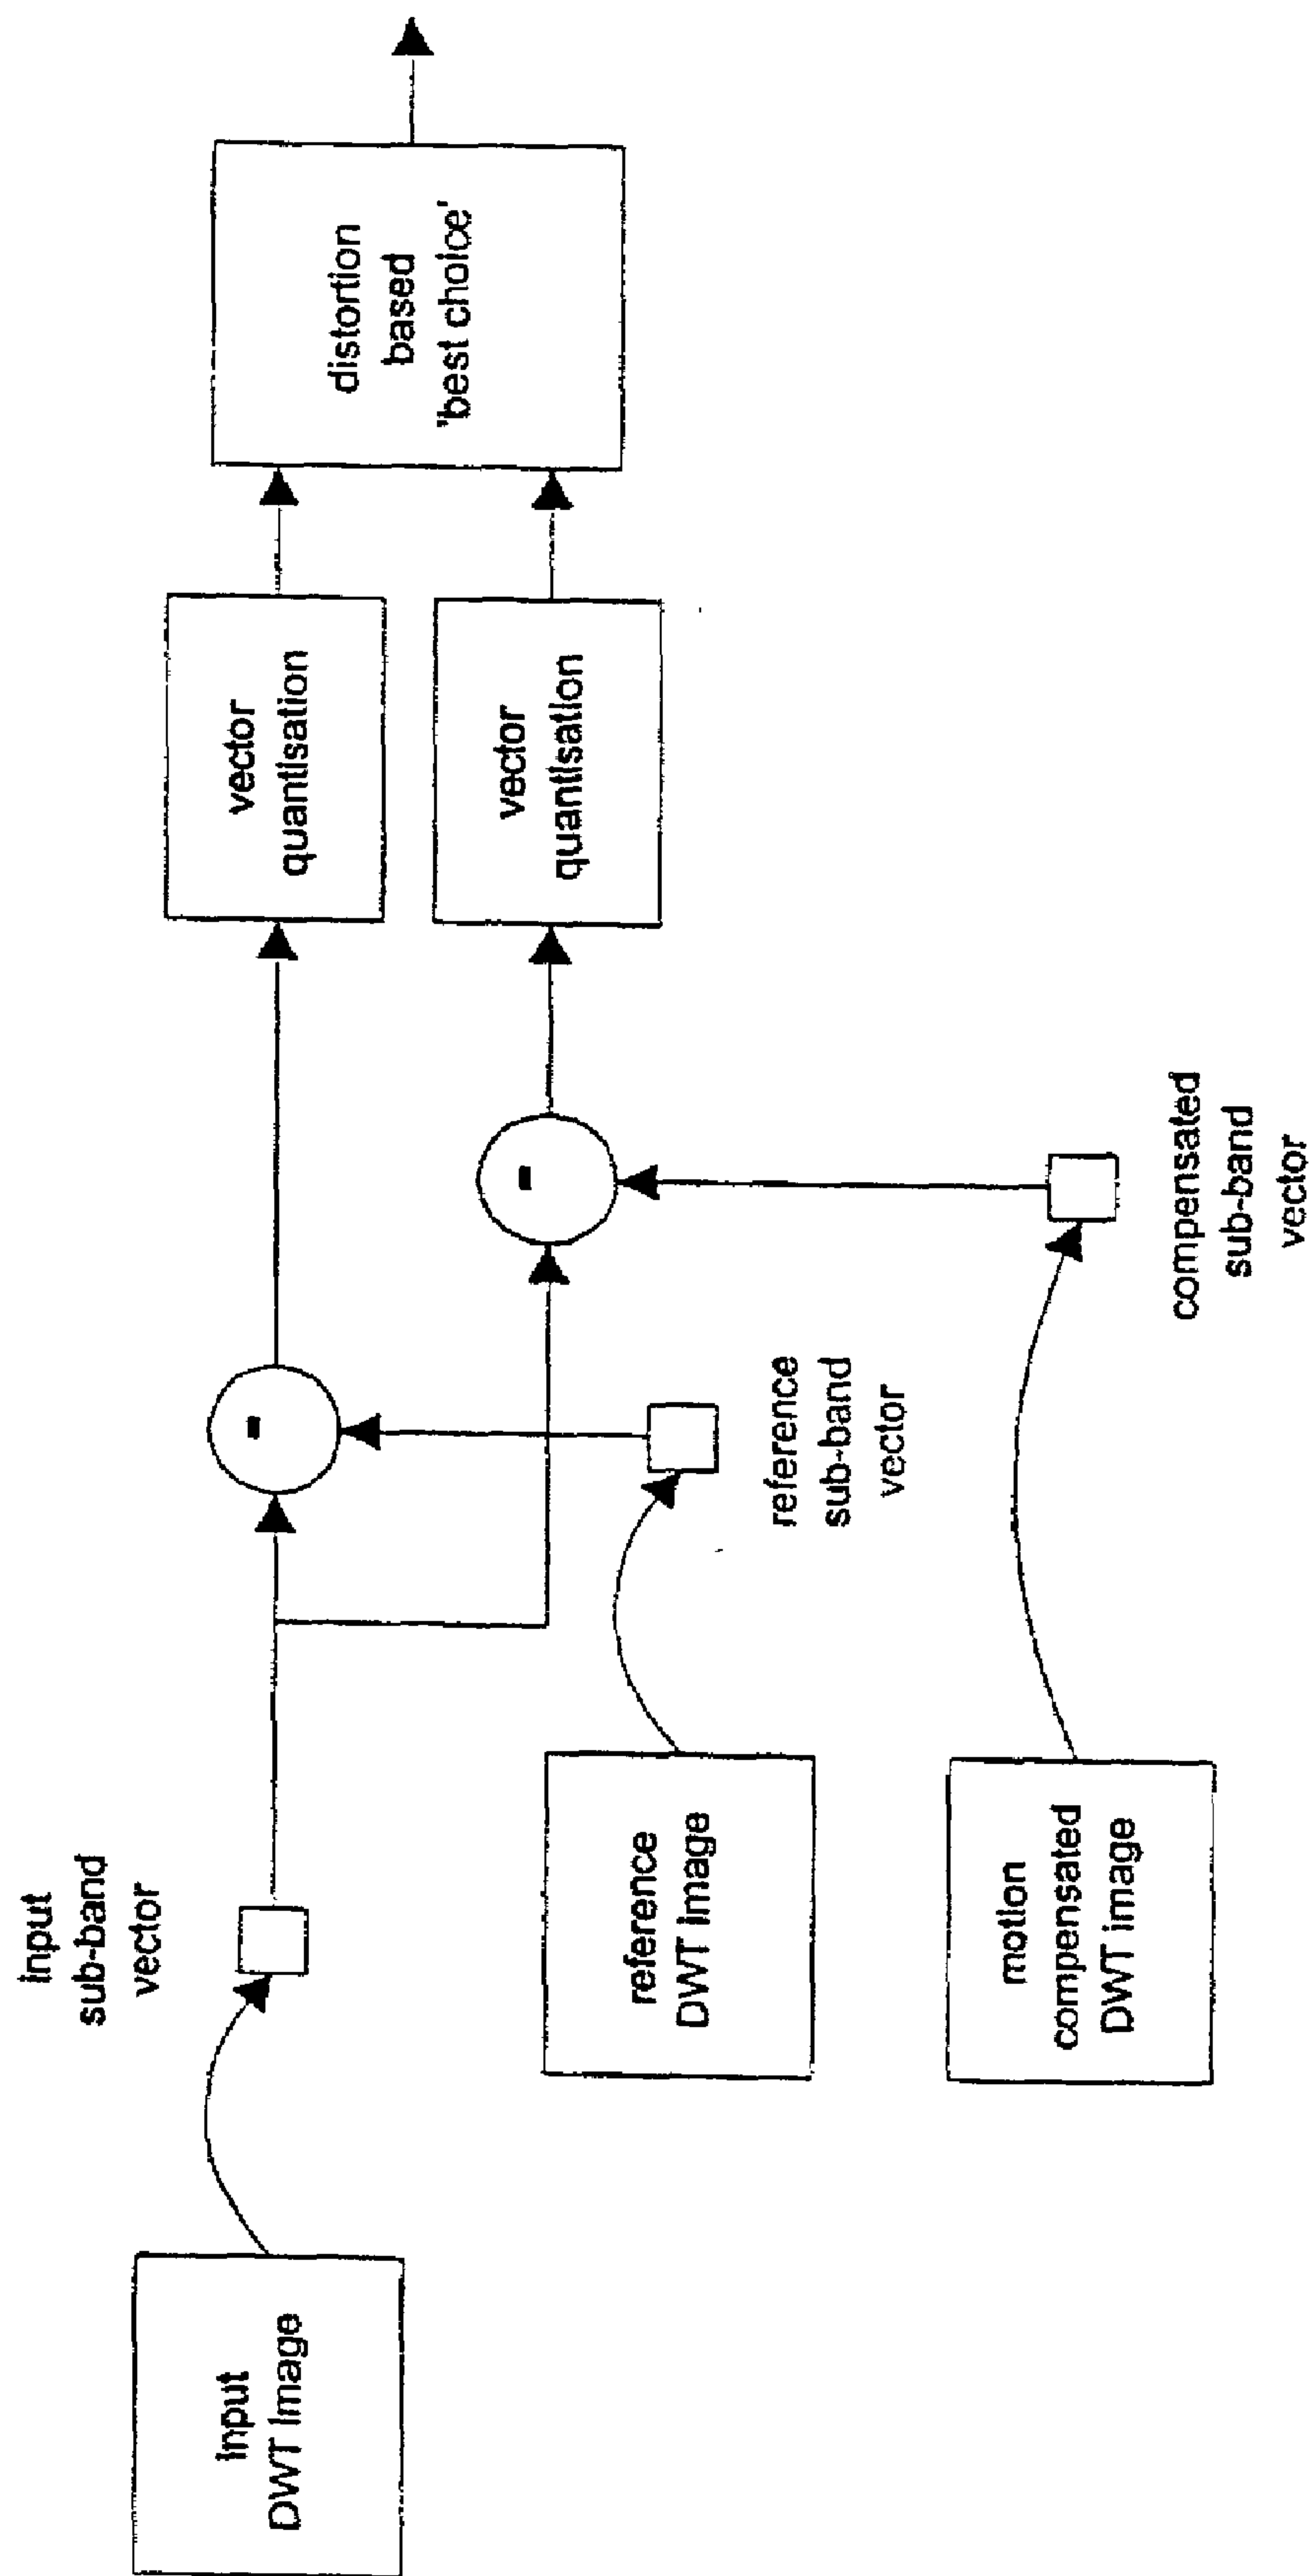 input
DWT Image
input
sub-band
vector
reference
DWT Image
motion
compensated
DWT image
reference
sub-band
vector
compensated
sub-band
vector
-
-
vector
quantisation
vector
quantisation
distortion
based
'best choice'